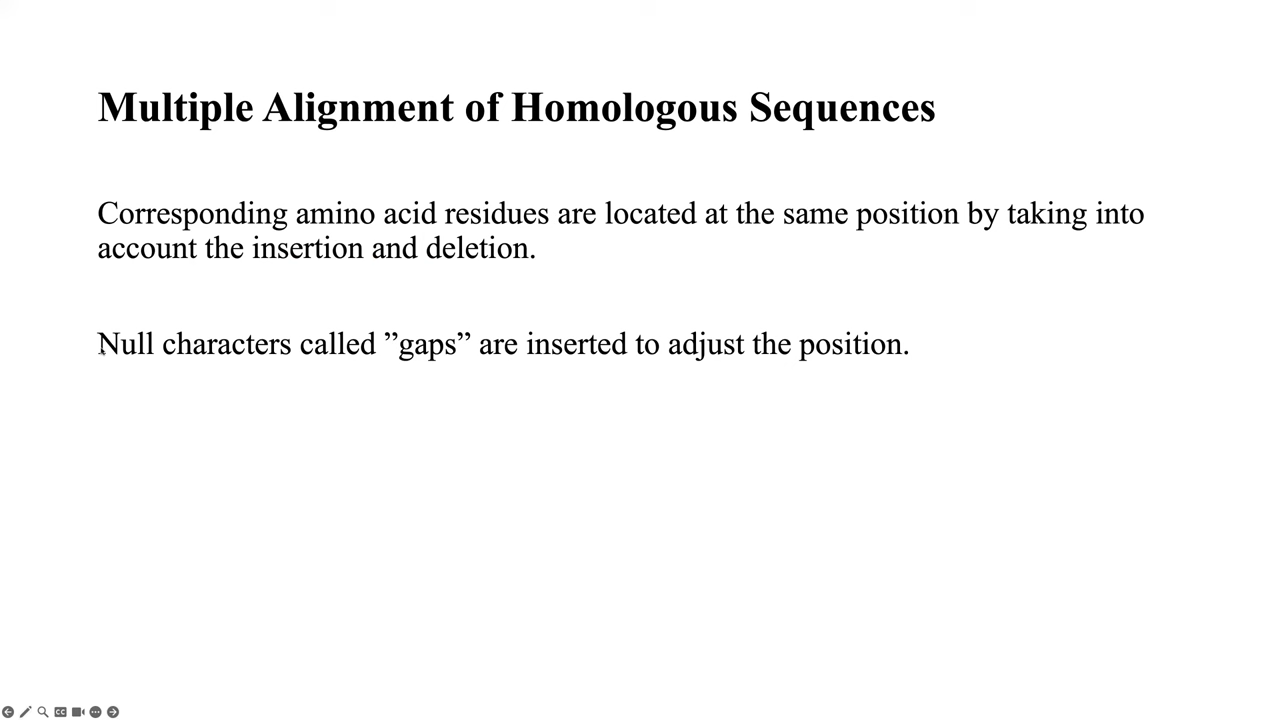 Multiple Alignment of Homologous Sequences
Corresponding amino acid residues are located at the same position by taking into
account the insertion and deletion.
Null characters called ”gaps” are inserted to adjust the position.
CC